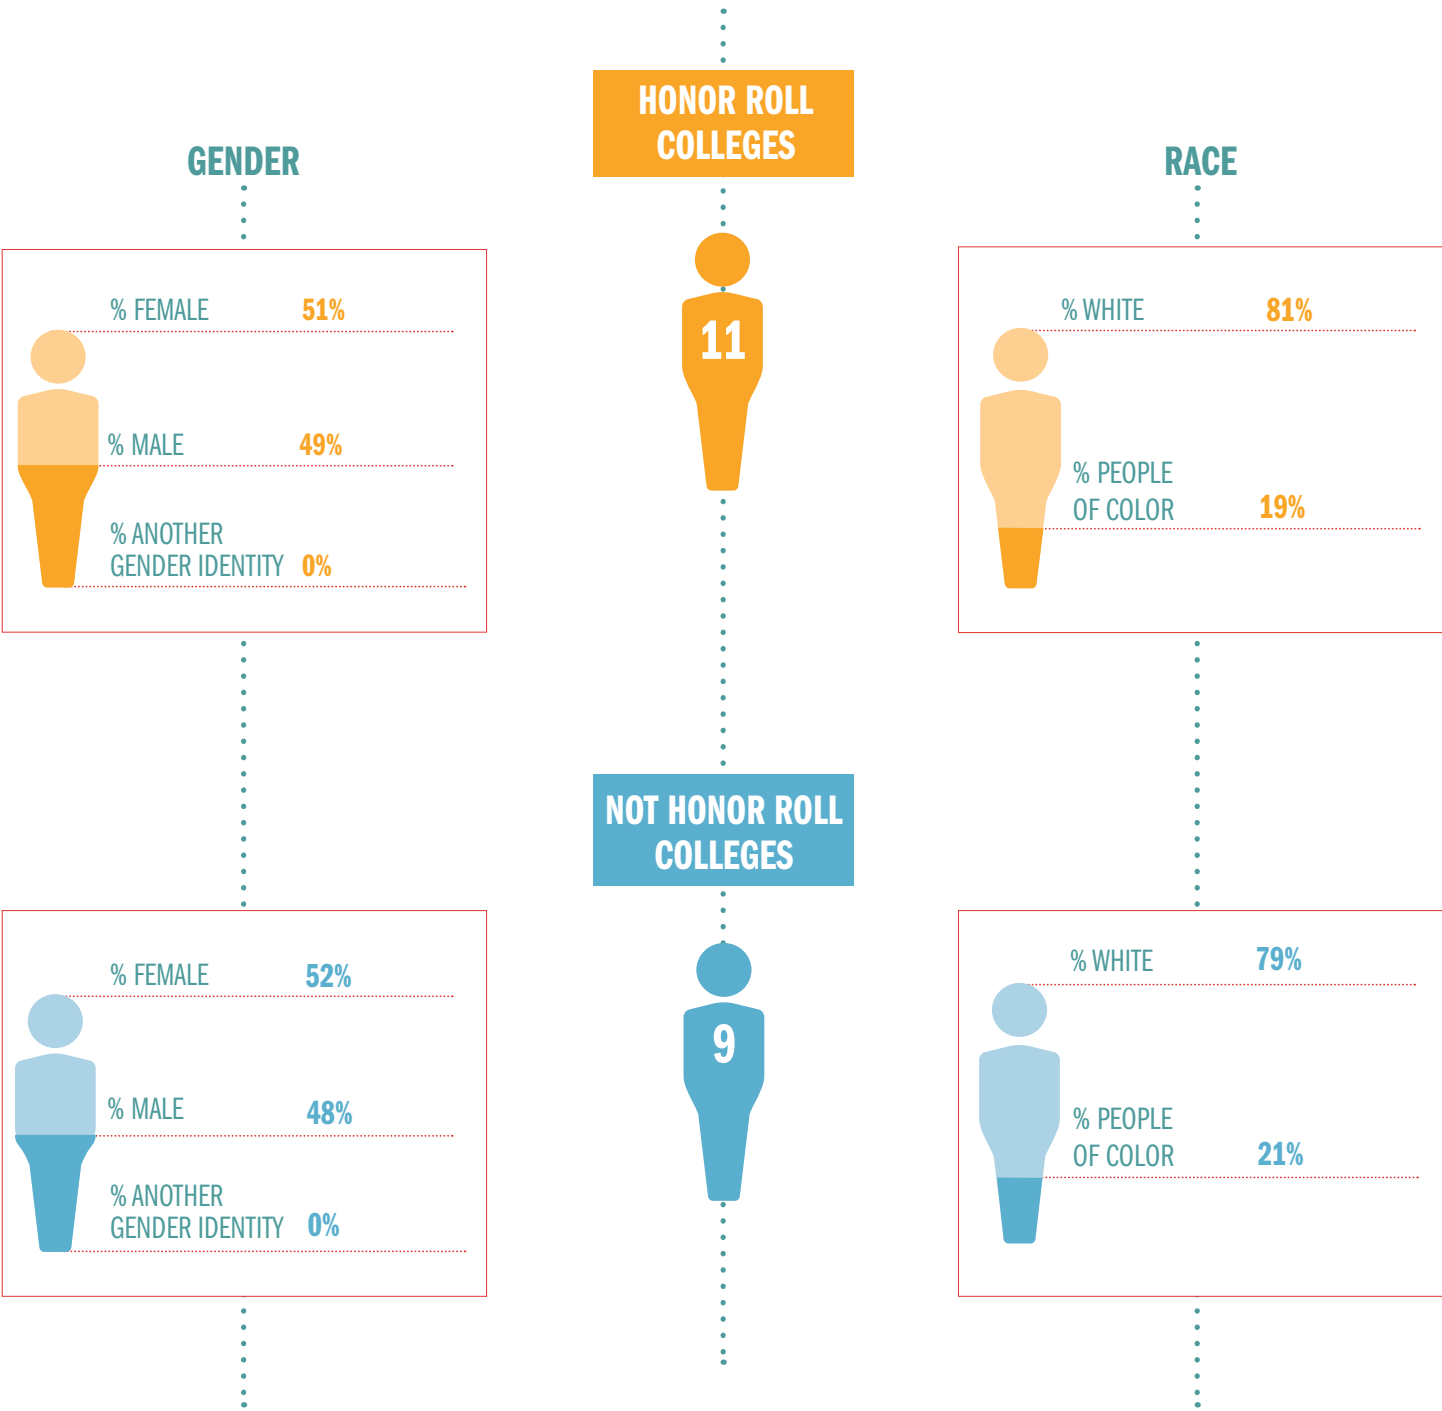 HONOR ROLL
COLLEGES
GENDER
RACE
% FEMALE 51%
% MALE 49%
% ANOTHER
GENDER IDENTITY 0%
11
% WHITE 81%
% PEOPLE
OF COLOR 19%
NOT HONOR ROLL
COLLEGES
% FEMALE 52%
% MALE 48%
% ANOTHER
GENDER IDENTITY 0%
9
% WHITE 79%
% PEOPLE
OF COLOR 21%